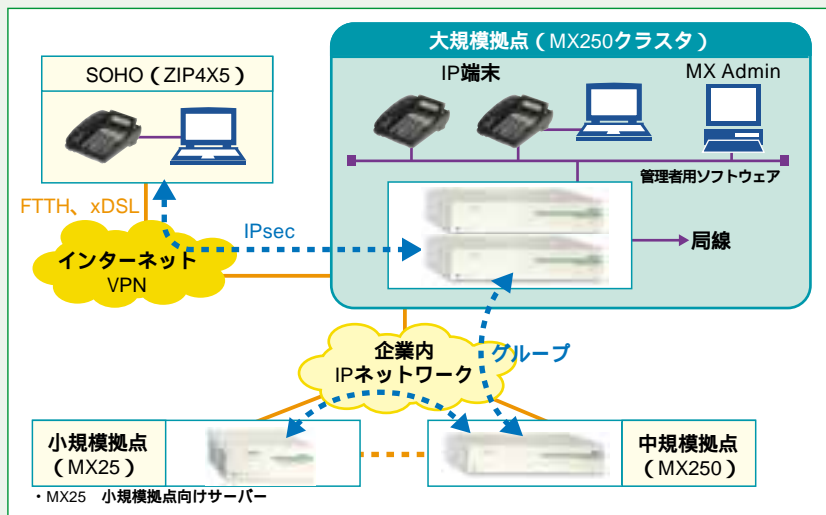 大規模拠点（MX250クラスタ）
SOHO（ZIP4X5）
IP端末
MX Admin
管理者用ソフトウェア
FTTH、xDSL
IPsec
局線
インターネット
VPN
企業内
IPネットワーク
グループ
小規模拠点
（MX25）
中規模拠点
（MX250）
・MX25　小規模拠点向けサーバー